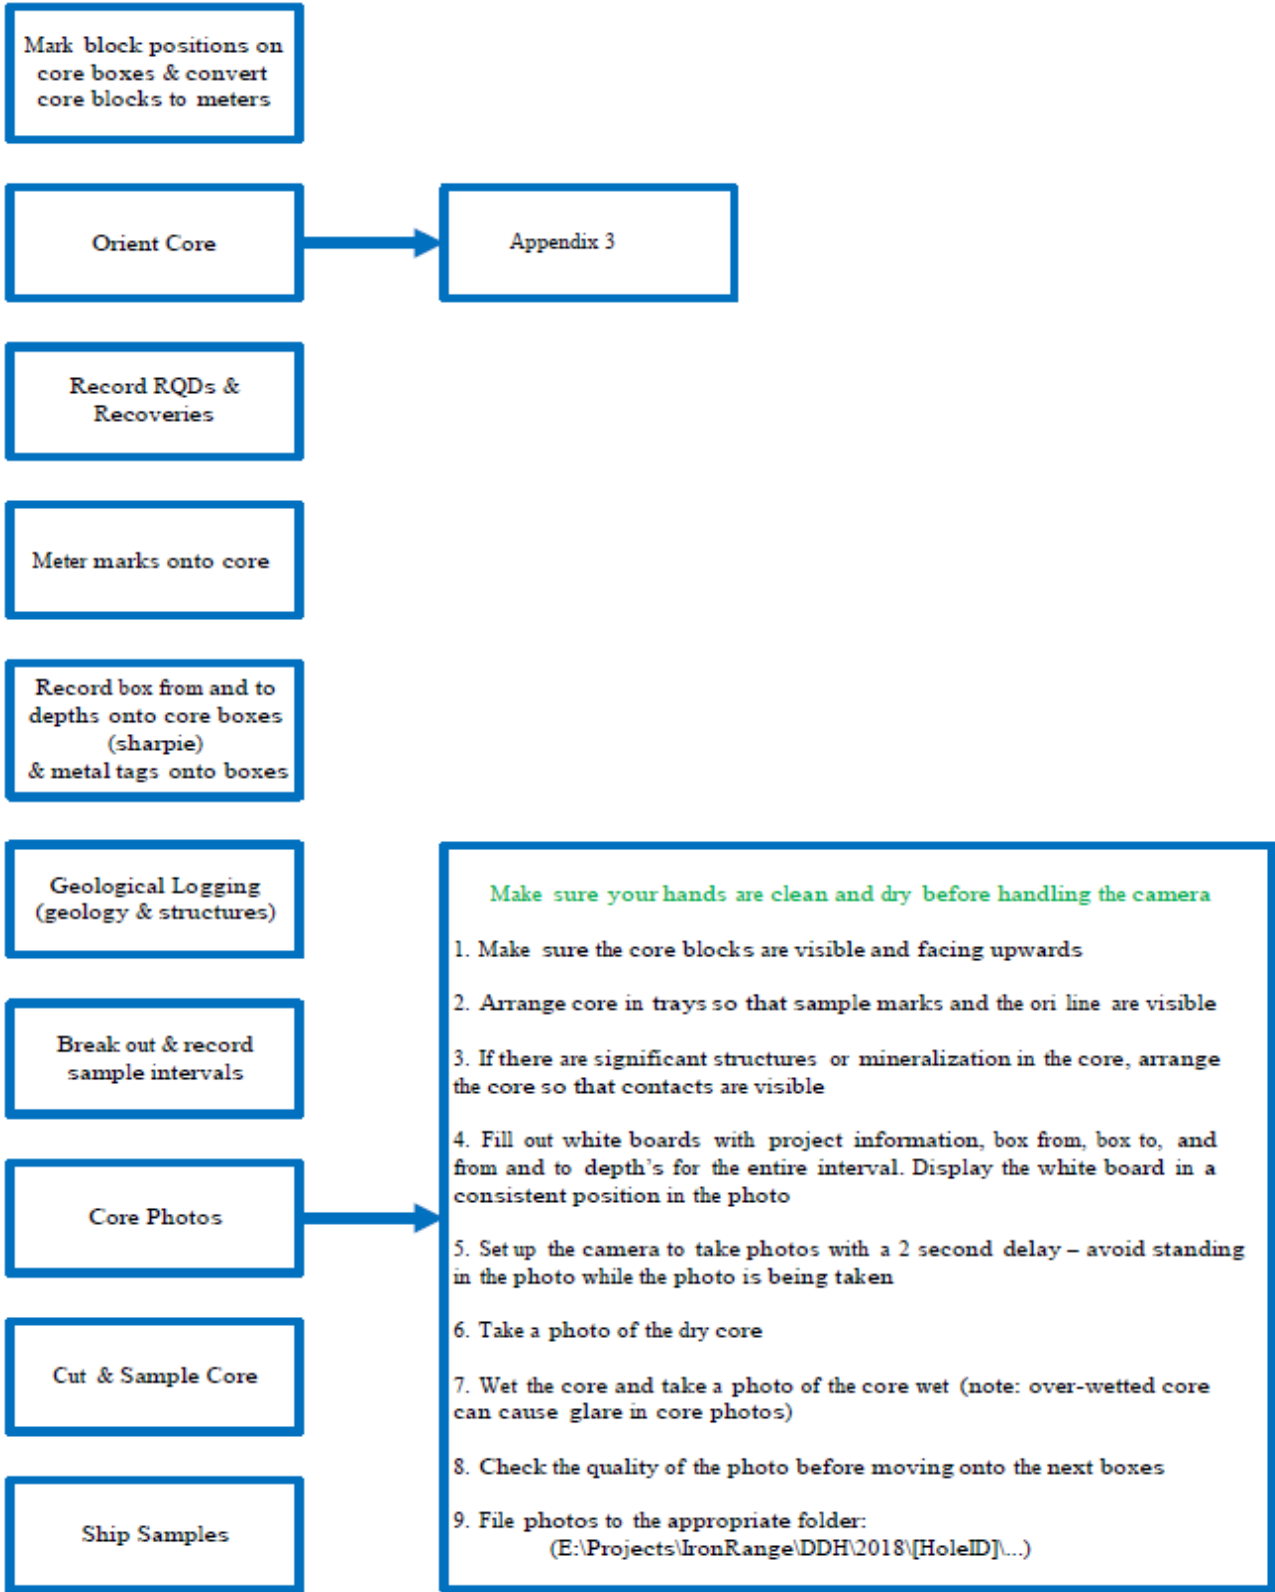 Mark block positions on
core boxes & convert
core blocks to meters
Orient Core
Appendix 3
Record RQDs &
Recoveries
Meter marks onto core
Record box from and to
depths onto core boxes
(sharpie)
& metal tags onto boxes
Geological Logging
(geology & structures)
Break out & record
sample intervals
Core Photos
Make sure your hands are clean and dry before handling the camera
1. Make sure the core blocks are visible and facing upwards
2. Arrange core in trays so that sample marks and the ori line are visible
3. If there are significant structures or mineralization in the core, arrange
the core so that contacts are visible
4. Fill out white boards with project information, box from, box to, and
from and to depth’s for the entire interval. Display the white board in a
consistent position in the photo
5. Set up the camera to take photos with a 2 second delay – avoid standing
in the photo while the photo is being taken
6. Take a photo of the dry core
7. Wet the core and take a photo of the core wet (note: over-wetted core
can cause glare in core photos)
8. Check the quality of the photo before moving onto the next boxes
9. File photos to the appropriate folder:
(E:\Projects\IronRange\DDH\2018\[HoleID]\...)
Cut & Sample Core
Ship Samples